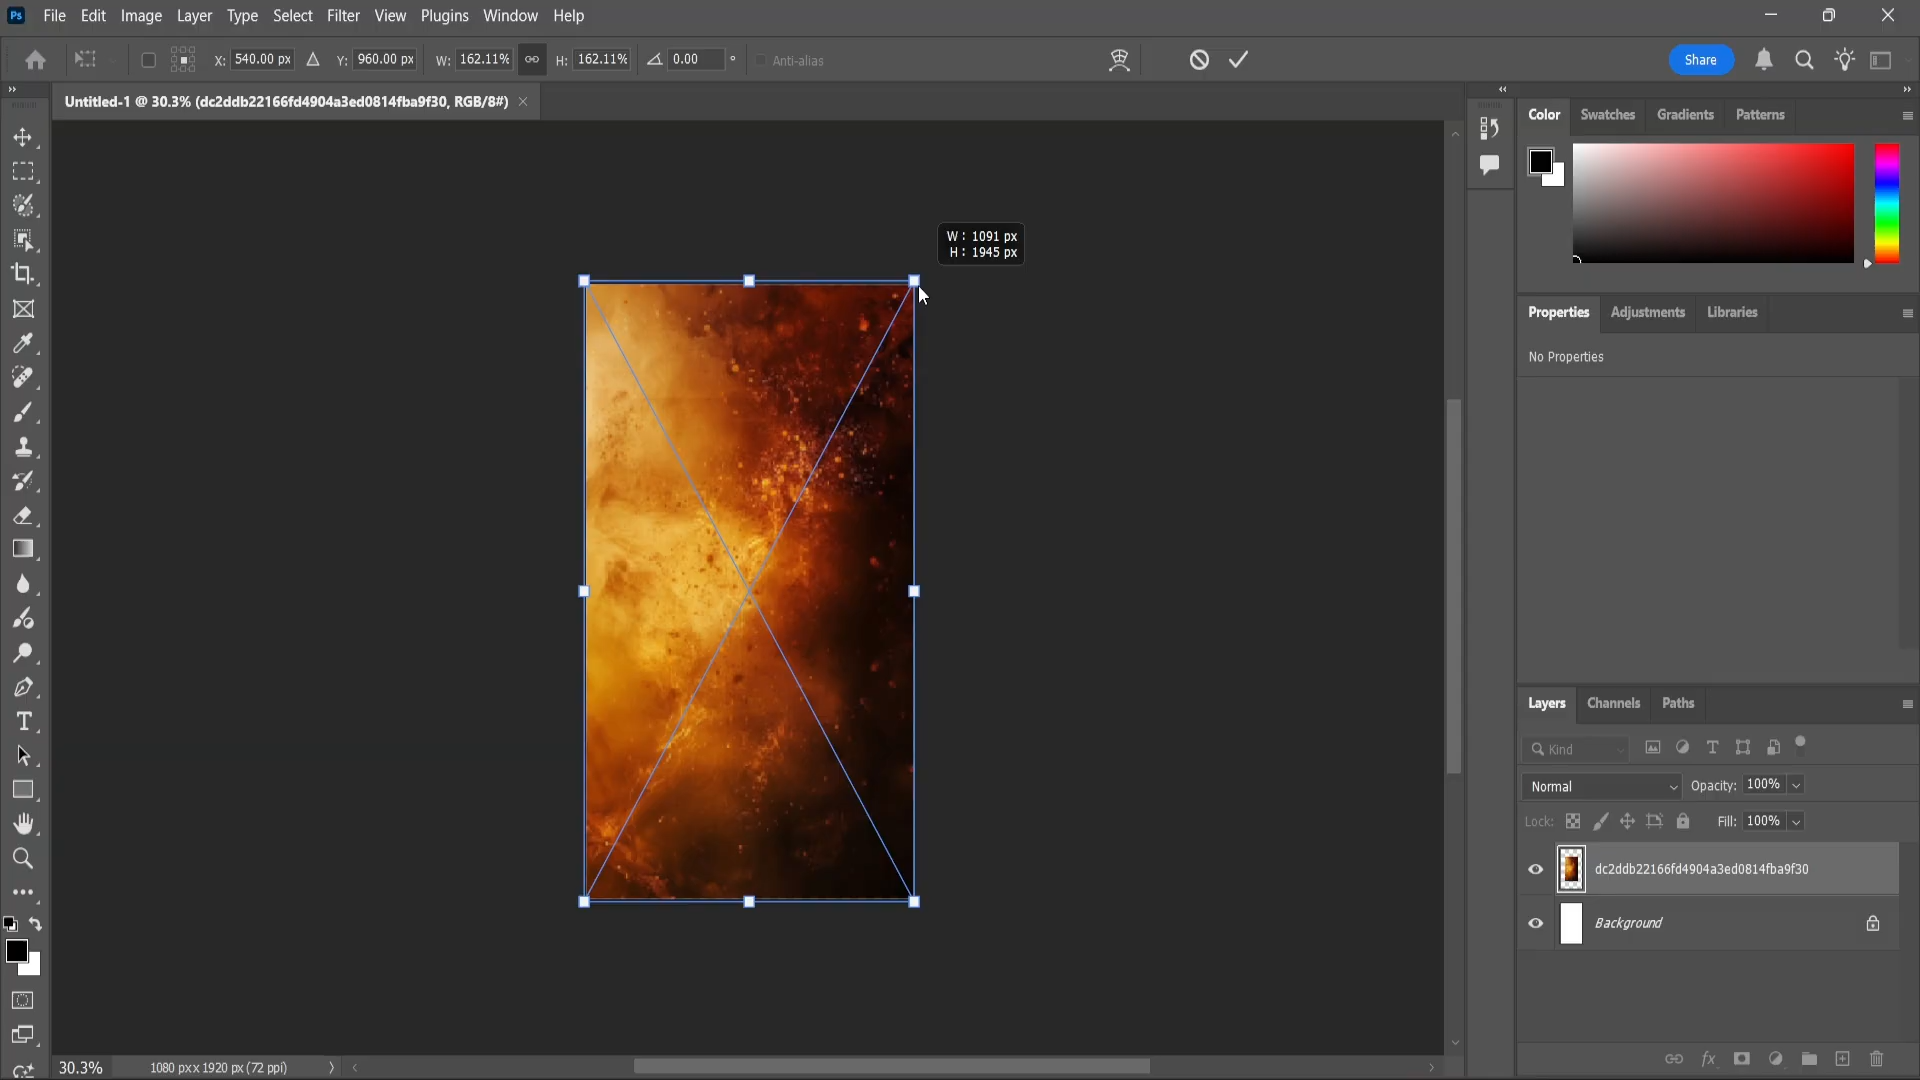 Ps File Edit Image Layer Type Select Filter View Plugins Window Help
X: 540.00 px Y: 960.00 px W: 162.11% H: 162.11% 0.00 ° Anti-alias Share
Untitled-1 @ 30.3% (dc2ddb22166fd4904a3ed0814fba9f30, RGB/8#)
Color Swatches Gradients Patterns
W: 1091 px
H: 1945 px
Properties Adjustments Libraries
No Properties
Layers Channels Paths
Kind
Normal Opacity: 100%
Lock: Fill: 100%
dc2ddb22166fd4904a3ed0814fba9f30
Background
fx
30.3% 1080 px x 1920 px (72 ppi)